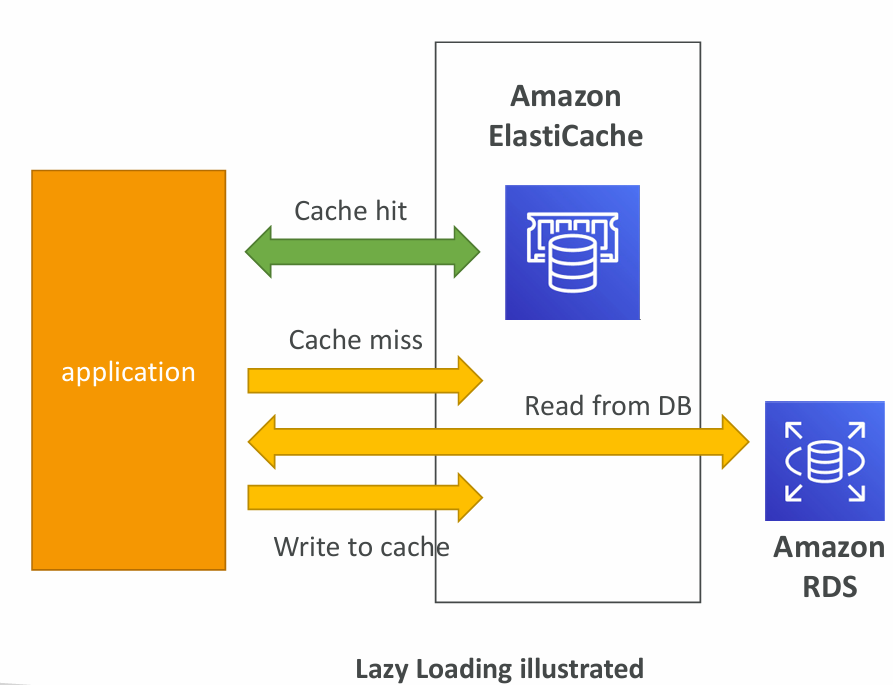 Amazon
ElastiCache
Cache hit
Cache miss
application
Read from DB
Write to cache
Amazon
RDS
Lazy Loading illustrated